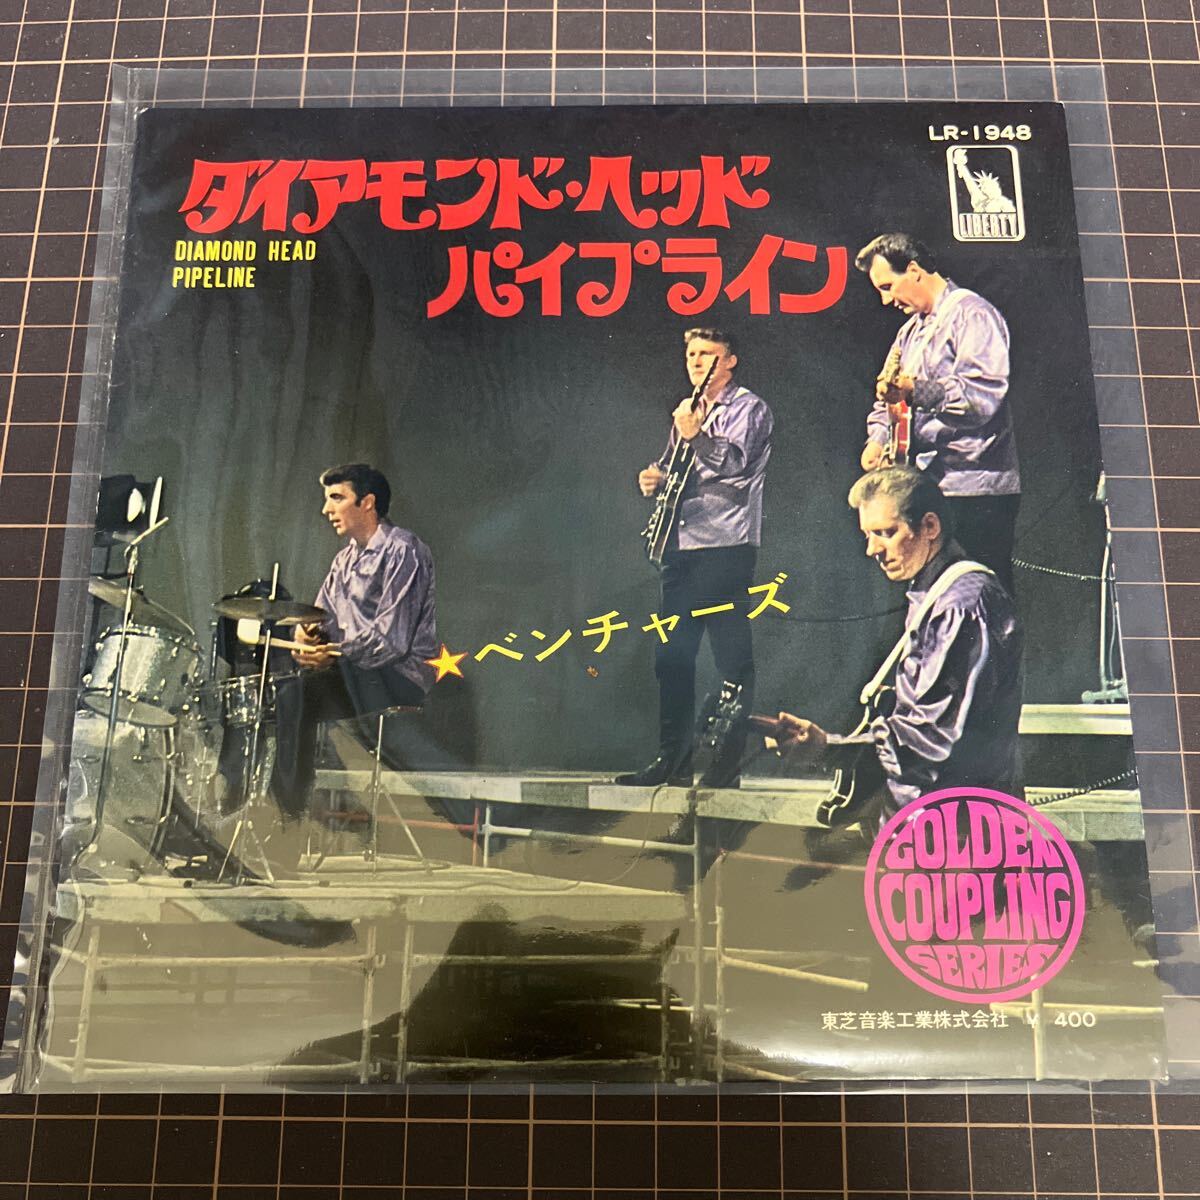 LR-1948
LIBERTY
ダイアモンド・ヘッド
DIAMOND HEAD
パイプライン
PIPELINE
★ベンチャーズ
GOLDEN
COUPLING
SERIES
東芝音楽工業株式会社 ¥ 400